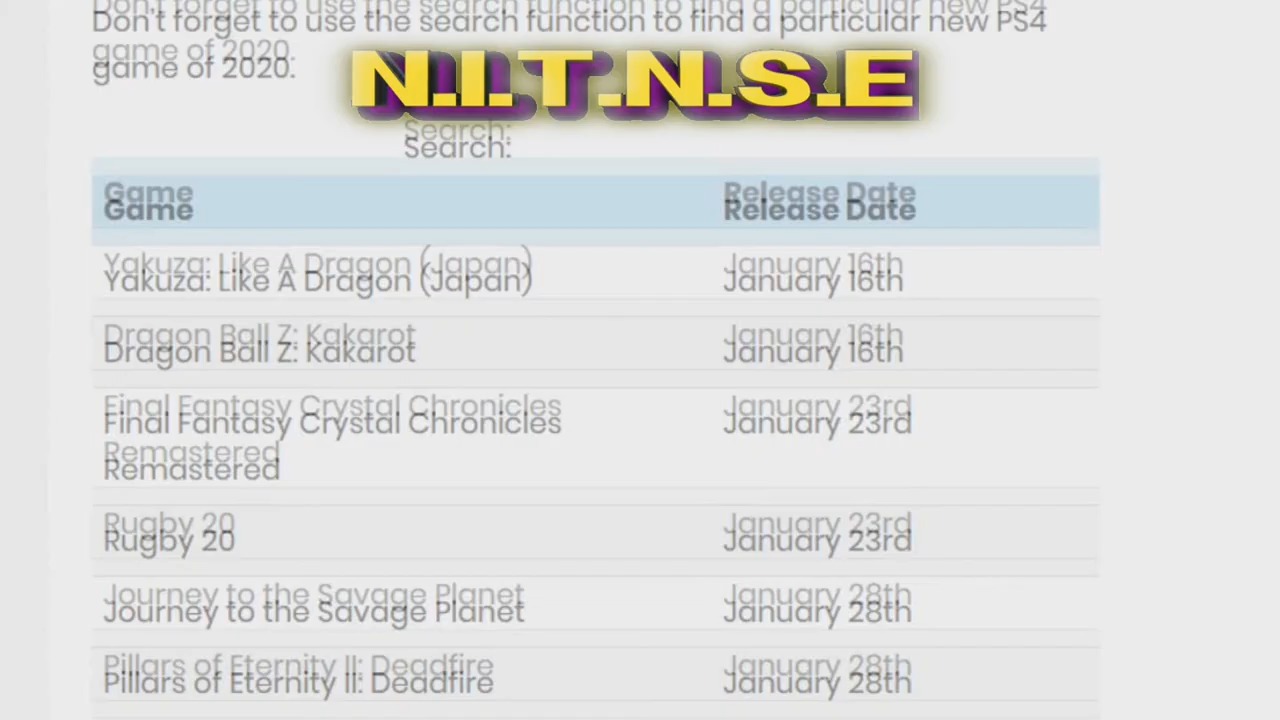 Don't forget to use the search function to find a particular new PS4
game of 2020.
N.I.T.N.S.E
Search:
Game Release Date
Yakuza: Like A Dragon (Japan) January 16th
Dragon Ball Z: Kakarot January 16th
Final Fantasy Crystal Chronicles January 23rd
Remastered
Rugby 20 January 23rd
Journey to the Savage Planet January 28th
Pillars of Eternity II: Deadfire January 28th